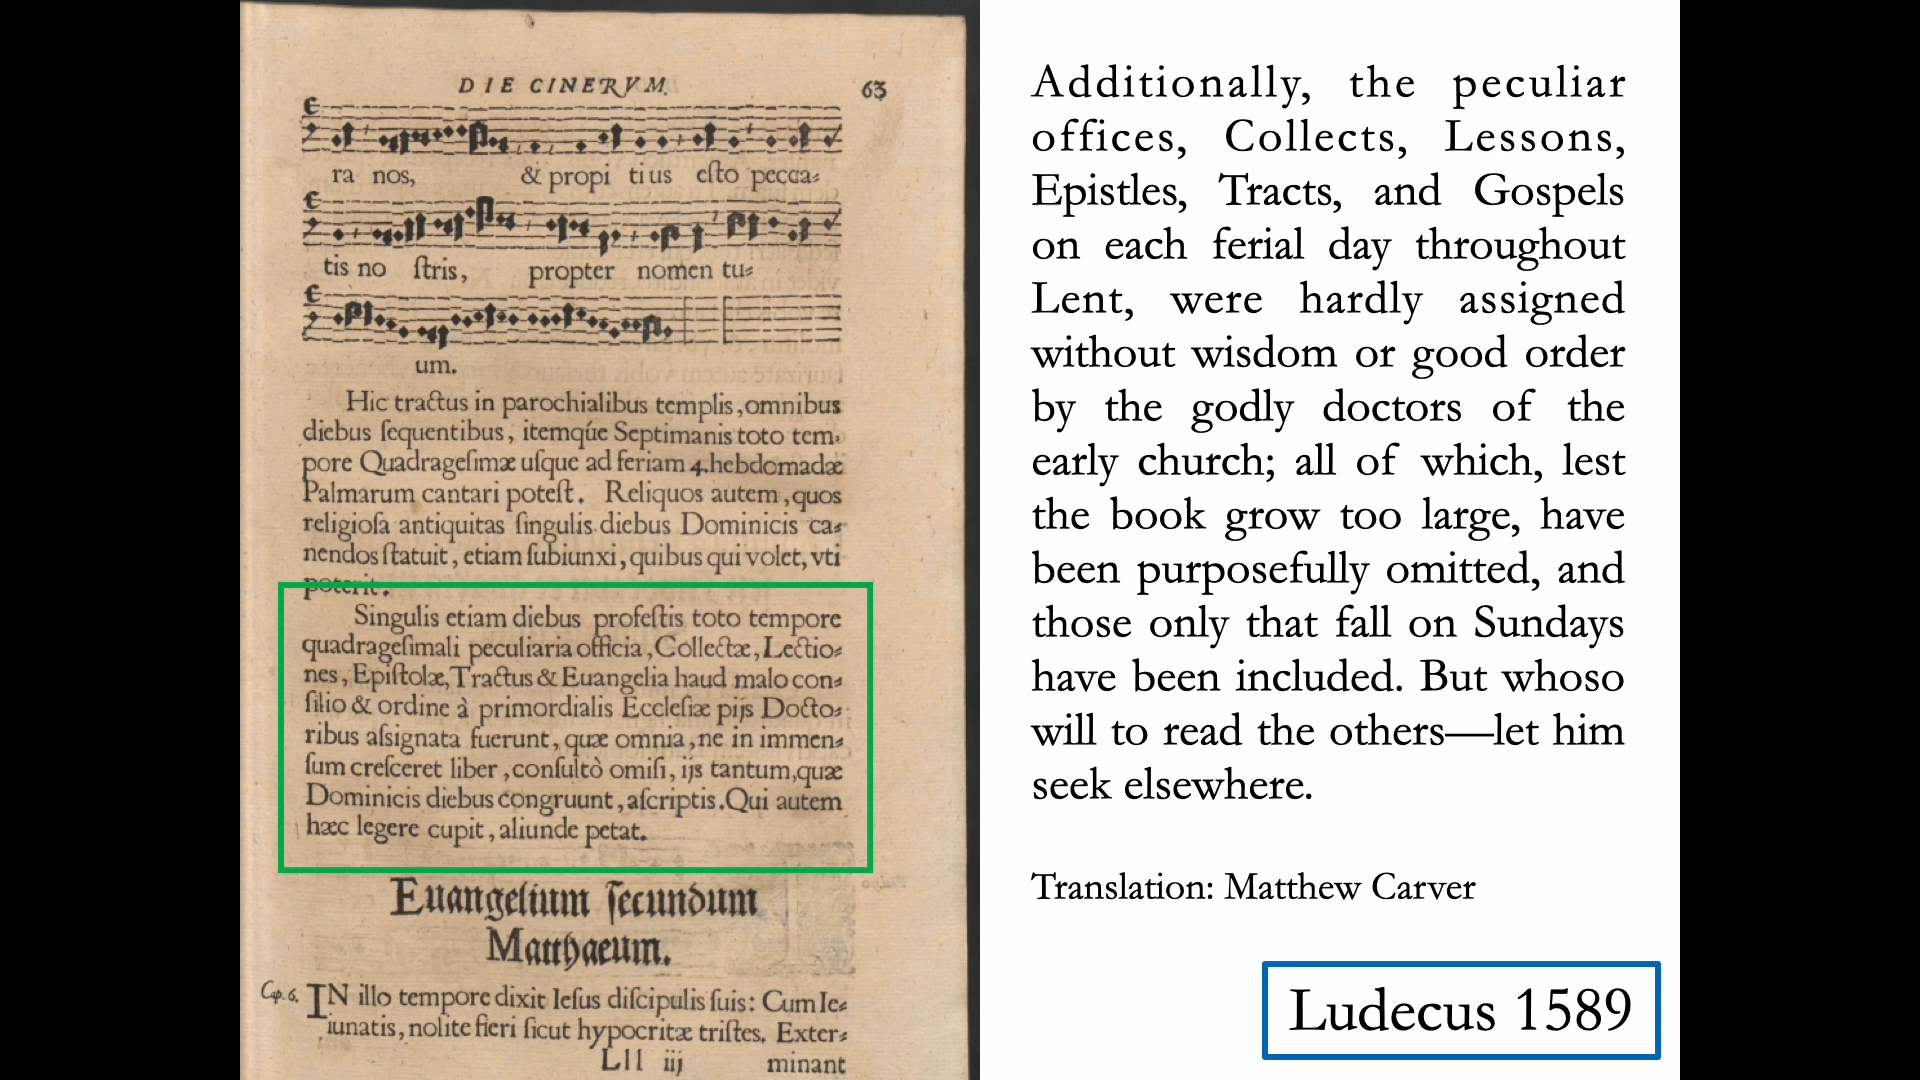 DIE CINERVM.
63
ra nos, & propi tius eſto pecca⸗
tis no ſtris, propter nomen tu⸗
um.
Hic tractus in parochialibus templis, omnibus
diebus ſequentibus, itemq́ue Septimanis toto tem⸗
pore Quadrageſimæ uſque ad feriam 4. hebdomadæ
Palmarum cantari poteſt. Reliquos autem, quos
religioſa antiquitas ſingulis diebus Dominicis ca⸗
nendos ſtatuit, etiam ſubiunxi, quibus qui volet, vti
poterit.
Singulis etiam diebus profeſtis toto tempore
quadrageſimali peculiaria officia, Collectæ, Lectio⸗
nes, Epiſtolæ, Tractus & Euangelia haud malo con⸗
ſilio & ordine à primordialis Eccleſiæ pijs Docto⸗
ribus aſsignata fuerunt, quæ omnia, ne in immen⸗
ſum creſceret liber, conſultò omiſi, ijs tantum, quæ
Dominicis diebus congruunt, aſcriptis. Qui autem
hæc legere cupit, aliunde petat.
Euangelium ſecundum
Matthaeum.
Cap. 6. IN illo tempore dixit Ieſus diſcipulis ſuis: Cum Ie⸗
iunatis, nolite fieri ſicut hypocritæ triſtes. Exter⸗
Lll iij minant
Additionally, the peculiar
offices, Collects, Lessons,
Epistles, Tracts, and Gospels
on each ferial day throughout
Lent, were hardly assigned
without wisdom or good order
by the godly doctors of the
early church; all of which, lest
the book grow too large, have
been purposefully omitted, and
those only that fall on Sundays
have been included. But whoso
will to read the others—let him
seek elsewhere.
Translation: Matthew Carver
Ludecus 1589